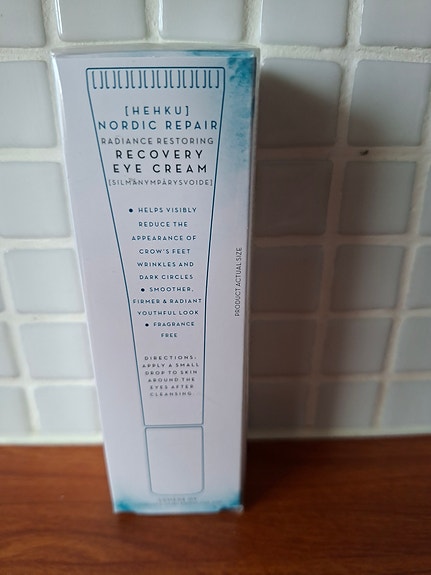 [HEHKU]
NORDIC REPAIR
RADIANCE RESTORING
RECOVERY
EYE CREAM
[SILMÄNYMPÄRYSVOIDE]
● HELPS VISIBLY
REDUCE THE
APPEARANCE OF
CROW'S FEET
WRINKLES AND
DARK CIRCLES
● SMOOTHER,
FIRMER & RADIANT
YOUTHFUL LOOK
● FRAGRANCE
FREE
DIRECTIONS:
APPLY A SMALL
DROP TO SKIN
AROUND THE
EYES AFTER
CLEANSING.
PRODUCT ACTUAL SIZE